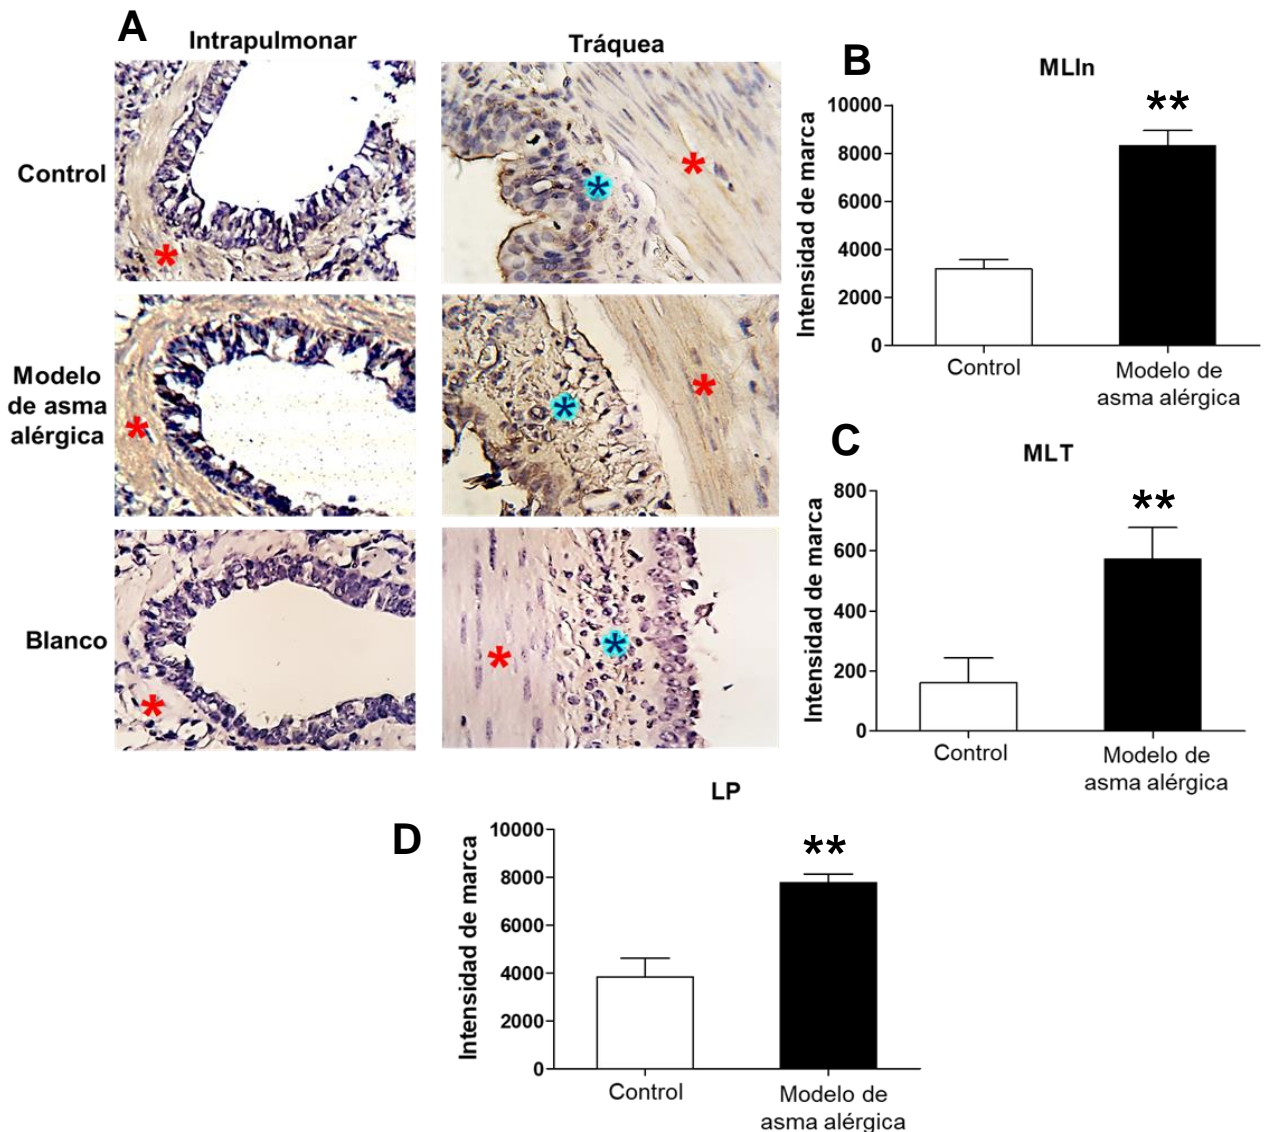 A
Intrapulmonar
Tráquea
Control
*
*
*
Modelo
de asma
alérgica
*
*
*
Blanco
*
*
*
B
MLIn
**
Intensidad de marca
10000
8000
6000
4000
2000
0
Control
Modelo de
asma alérgica
C
MLT
**
Intensidad de marca
800
600
400
200
0
Control
Modelo de
asma alérgica
D
LP
**
Intensidad de marca
10000
8000
6000
4000
2000
0
Control
Modelo de
asma alérgica